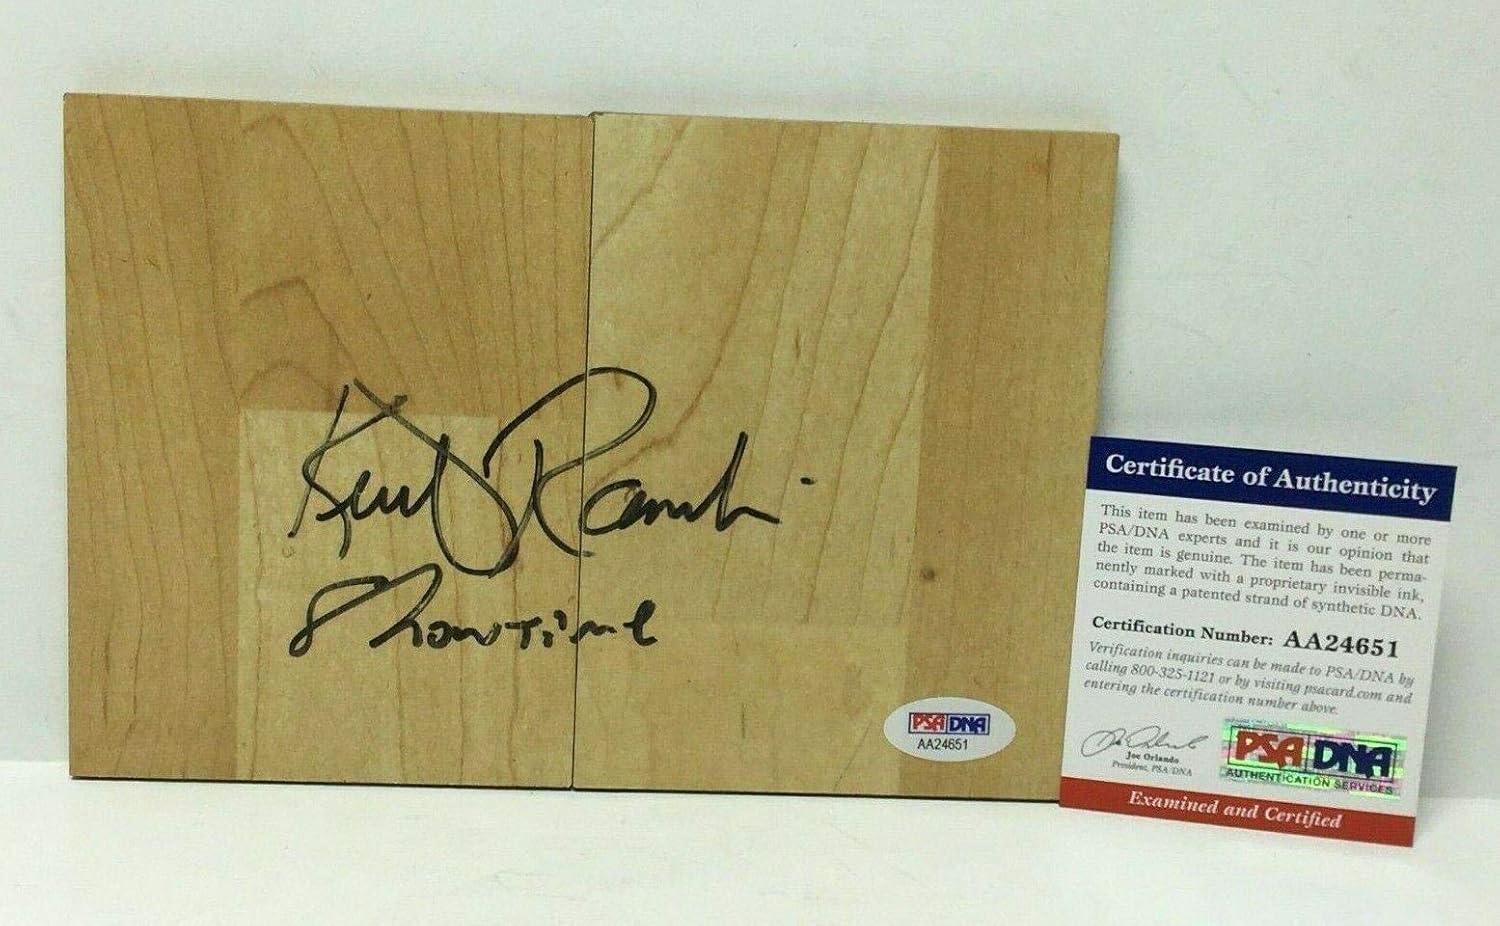 Kurt Rambis
Showtime
PSA DNA
AA24651
Certificate of Authenticity
This item has been examined by one or more
PSA/DNA experts and it is our opinion that
the item is genuine. The item has been perma-
nently marked with a proprietary invisible ink,
containing a patented strand of synthetic DNA.
Certification Number: AA24651
Verification inquiries can be made to PSA/DNA by
calling 800-325-1121 or by visiting psacard.com and
entering the certification number above.
Joe Orlando
President, PSA/DNA
PSA DNA
AUTHENTICATION SERVICES
Examined and Certified